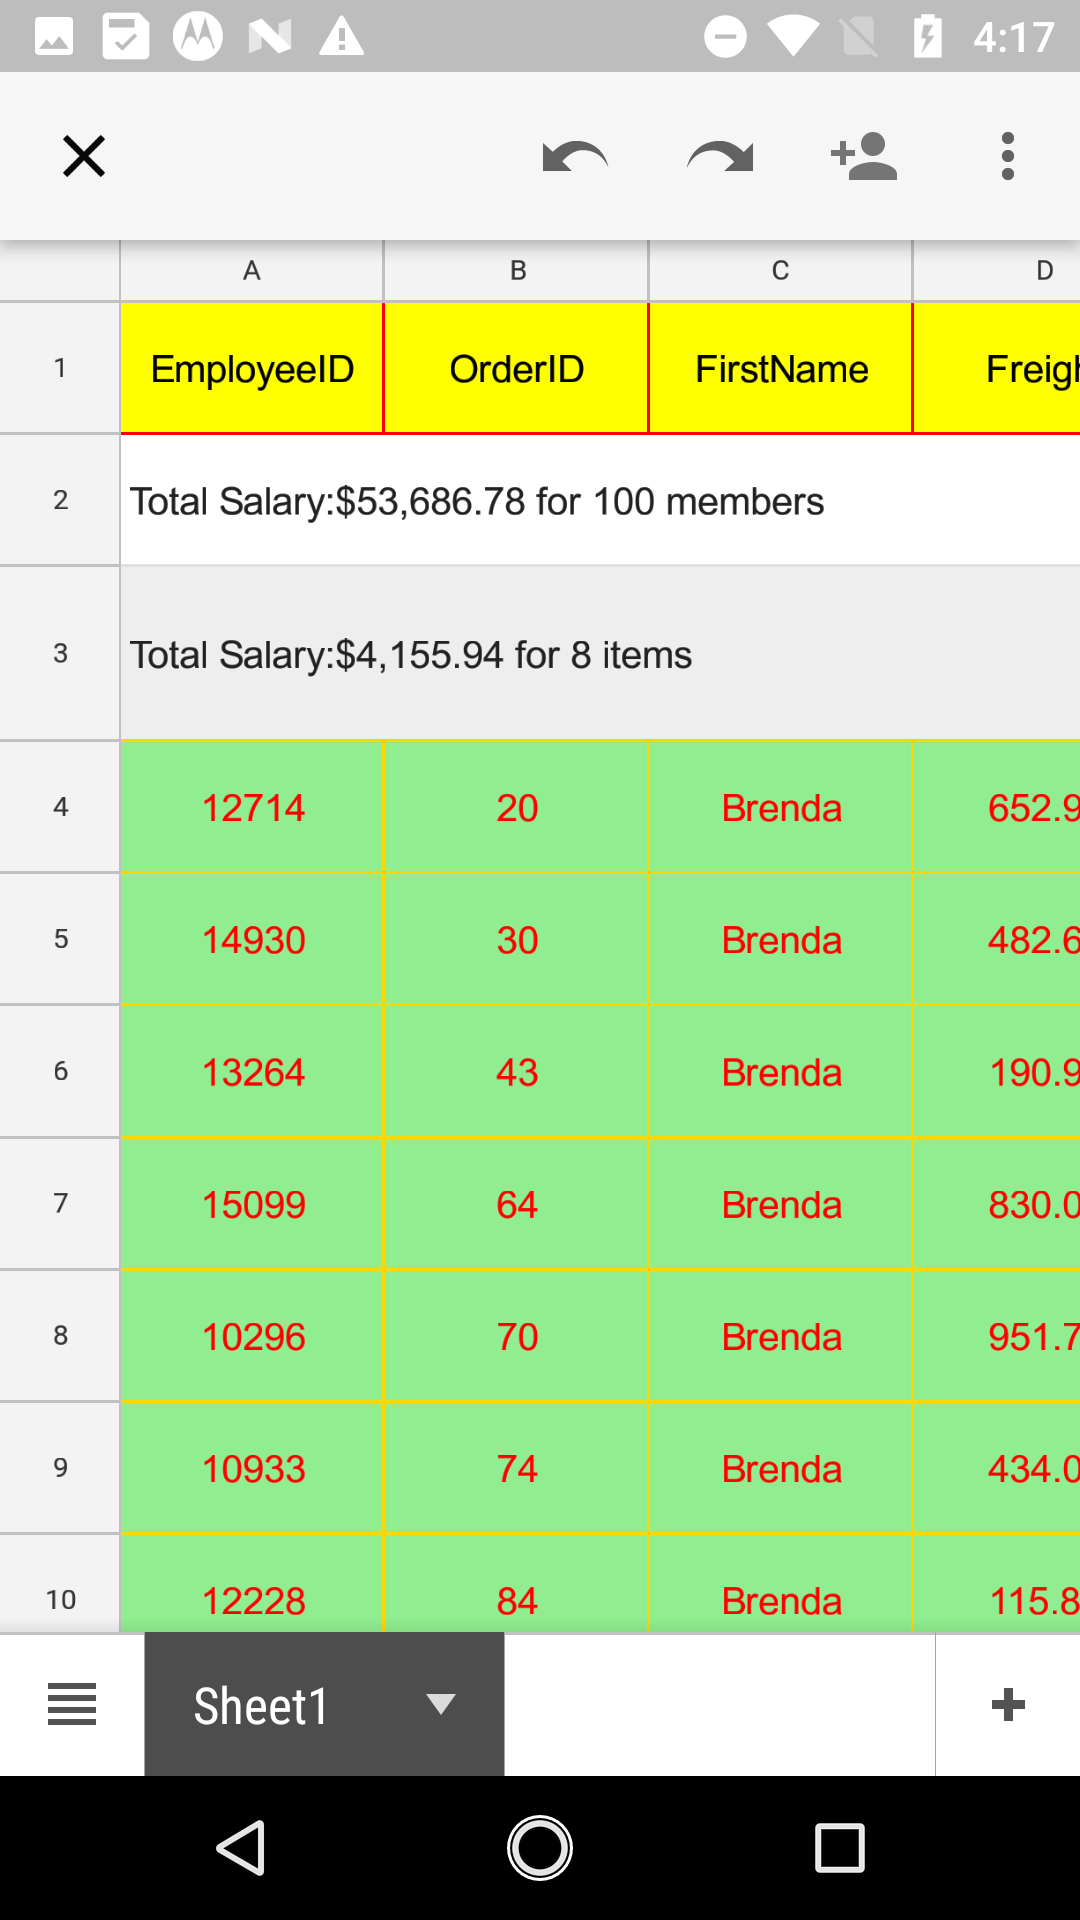 4:17
A B C D
1 EmployeeID OrderID FirstName Freigh
2 Total Salary:$53,686.78 for 100 members
3 Total Salary:$4,155.94 for 8 items
4 12714 20 Brenda 652.9
5 14930 30 Brenda 482.6
6 13264 43 Brenda 190.9
7 15099 64 Brenda 830.0
8 10296 70 Brenda 951.7
9 10933 74 Brenda 434.0
10 12228 84 Brenda 115.8
Sheet1